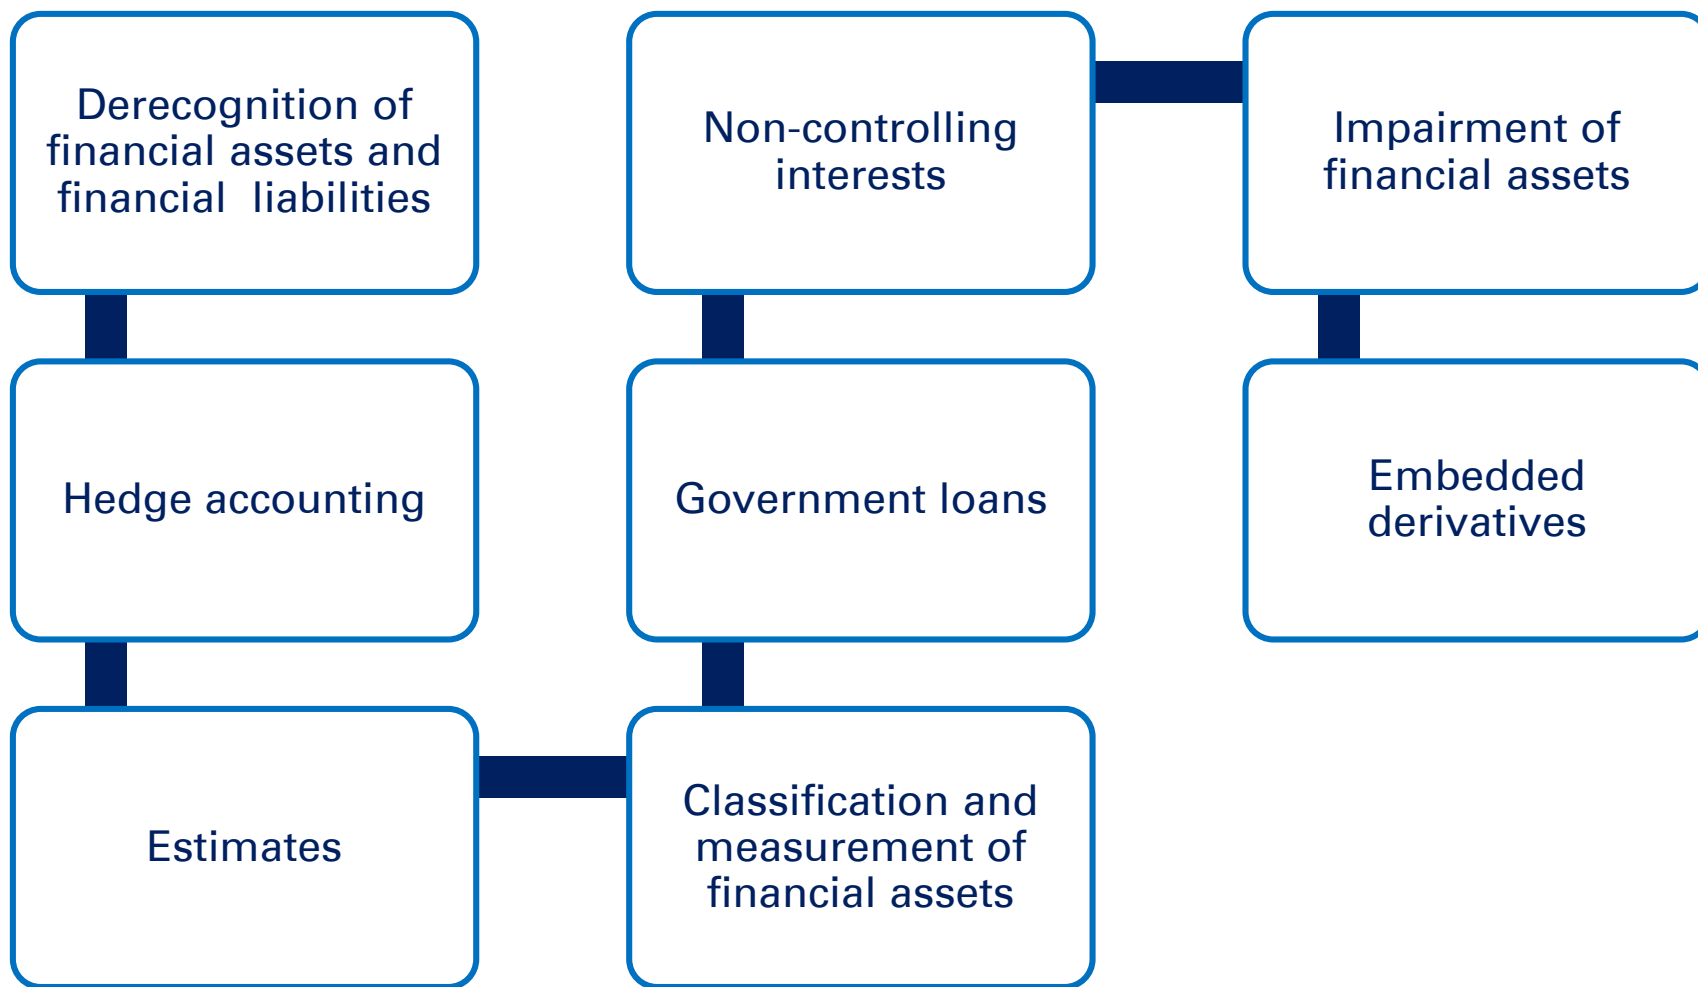 Derecognition of
financial assets and
financial  liabilities
Hedge accounting
Estimates
Classification and
measurement of
financial assets
Government loans
Non-controlling
interests
Impairment of
financial assets
Embedded
derivatives